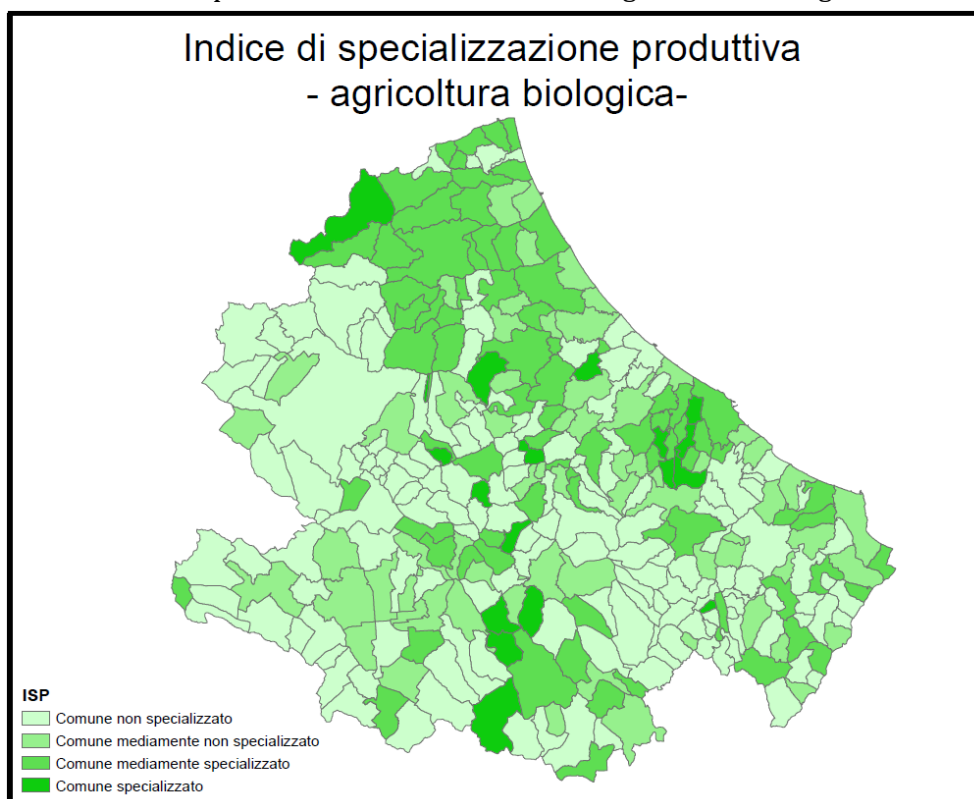 Indice di specializzazione produttiva
- agricoltura biologica-
ISP
Comune non specializzato
Comune mediamente non specializzato
Comune mediamente specializzato
Comune specializzato